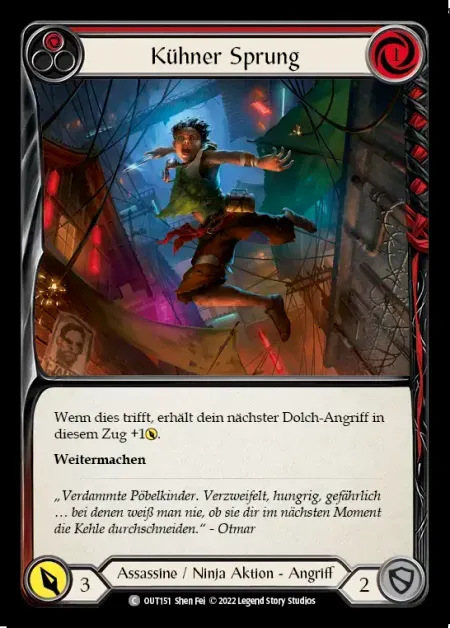 Kühner Sprung
1
Wenn dies trifft, erhält dein nächster Dolch-Angriff in
diesem Zug +1.
Weitermachen
„Verdammte Pöbelkinder. Verzweifelt, hungrig, gefährlich
… bei denen weiß man nie, ob sie dir im nächsten Moment
die Kehle durchschneiden.“ - Otmar
3
Assassine / Ninja Aktion - Angriff
2
C OUT151 Shen Fei © 2022 Legend Story Studios